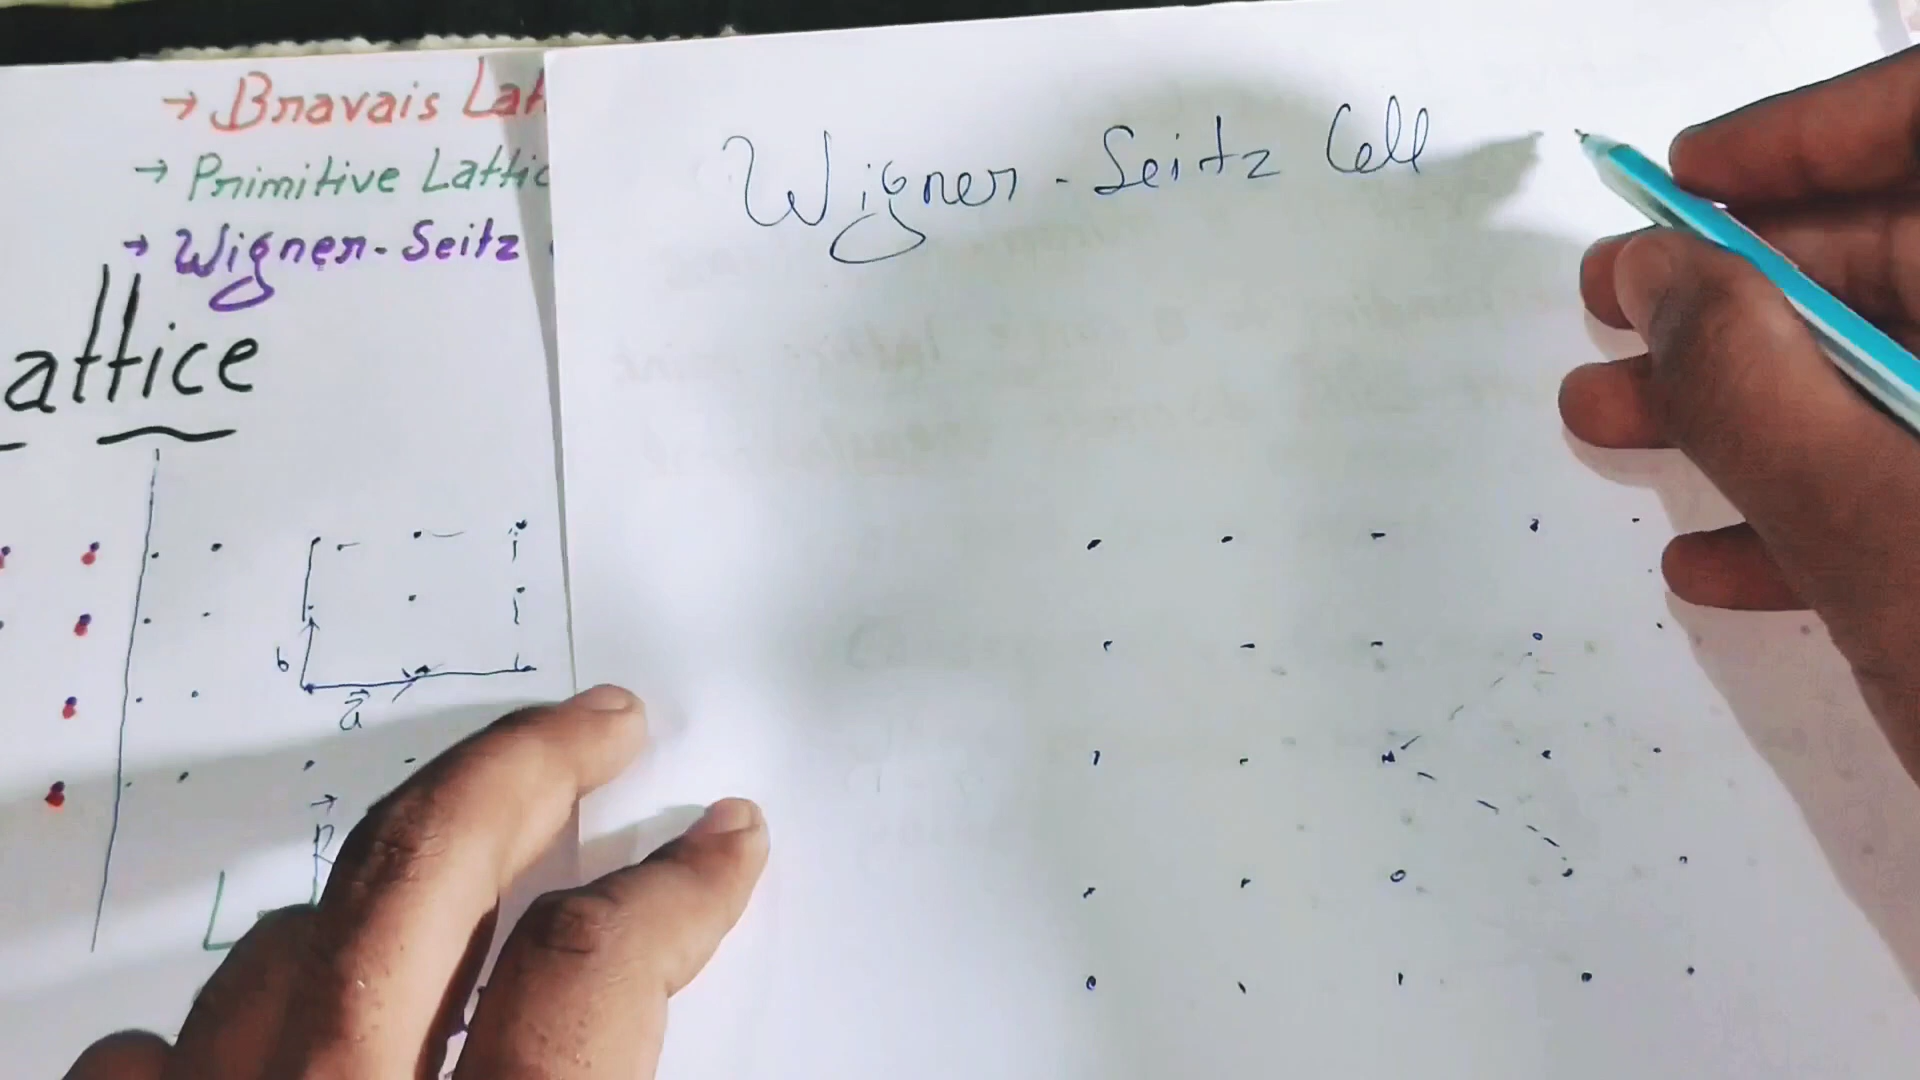 → Bravais Lat
→ Primitive Lattic
→ Wigner-Seitz
attice
b
a
R
Wigner-Seitz Cell